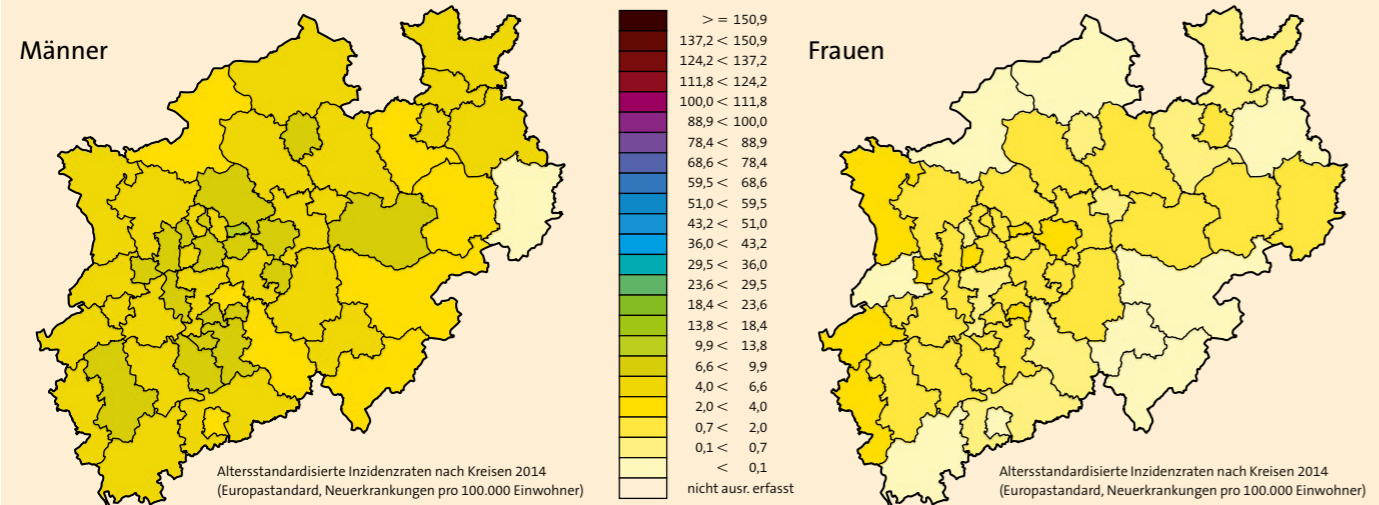 Männer
> = 150,9
137,2 < 150,9
124,2 < 137,2
111,8 < 124,2
100,0 < 111,8
88,9 < 100,0
78,4 < 88,9
68,6 < 78,4
59,5 < 68,6
51,0 < 59,5
43,2 < 51,0
36,0 < 43,2
29,5 < 36,0
23,6 < 29,5
18,4 < 23,6
13,8 < 18,4
9,9 < 13,8
6,6 < 9,9
4,0 < 6,6
2,0 < 4,0
0,7 < 2,0
0,1 < 0,7
< 0,1
nicht ausr. erfasst
Altersstandardisierte Inzidenzraten nach Kreisen 2014
(Europastandard, Neuerkrankungen pro 100.000 Einwohner)
Frauen
Altersstandardisierte Inzidenzraten nach Kreisen 2014
(Europastandard, Neuerkrankungen pro 100.000 Einwohner)